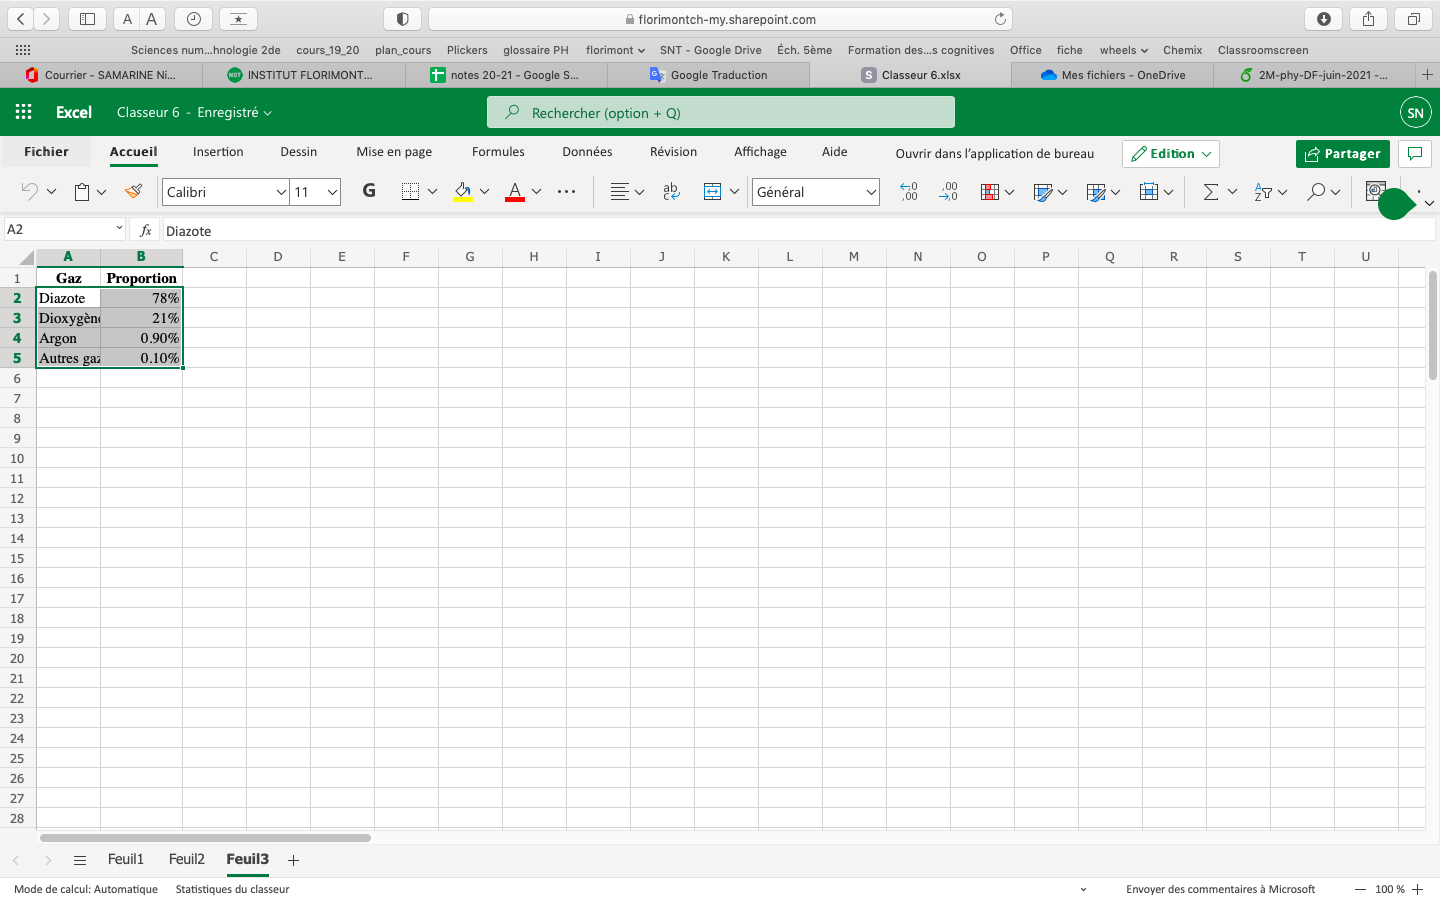 A A florimontch-my.sharepoint.com
Sciences num...hnologie 2de cours_19_20 plan_cours Plickers glossaire PH florimont SNT - Google Drive Éch. 5ème Formation des...s cognitives Office fiche wheels Chemix Classroomscreen
Courrier - SAMARINE Ni... NOT INSTITUT FLORIMONT... notes 20-21 - Google S... Google Traduction S Classeur 6.xlsx Mes fichiers - OneDrive 2M-phy-DF-juin-2021 -...
Excel Classeur 6 - Enregistré Rechercher (option + Q) SN
Fichier Accueil Insertion Dessin Mise en page Formules Données Révision Affichage Aide Ouvrir dans l'application de bureau Edition Partager
Calibri 11 G A ab c Général
A2 fx Diazote
A B C D E F G H I J K L M N O P Q R S T U
1 Gaz Proportion
2 Diazote 78%
3 Dioxygène 21%
4 Argon 0.90%
5 Autres gaz 0.10%
6
7
8
9
10
11
12
13
14
15
16
17
18
19
20
21
22
23
24
25
26
27
28
Feuil1 Feuil2 Feuil3
Mode de calcul: Automatique Statistiques du classeur Envoyer des commentaires à Microsoft 100 %